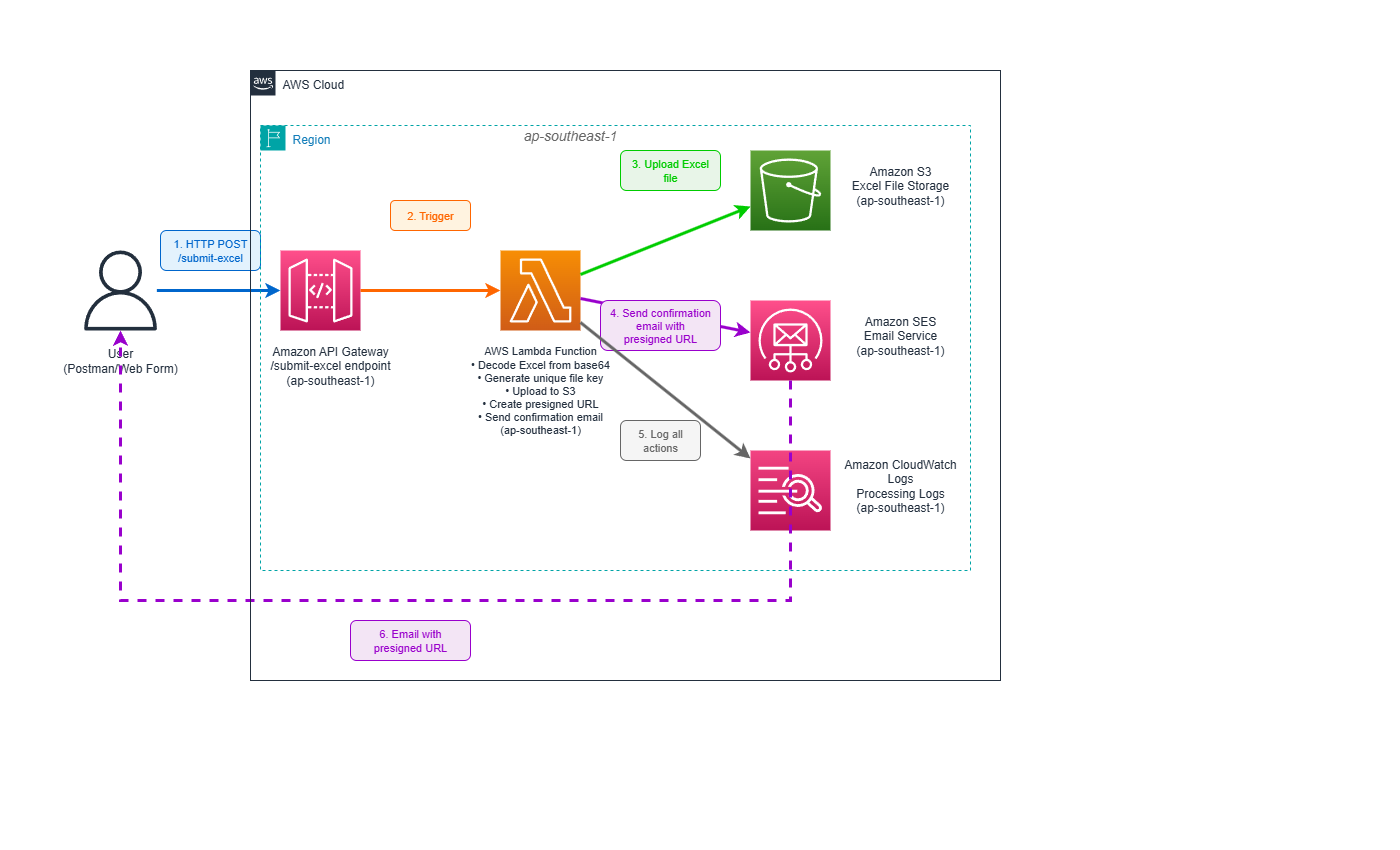 aws
AWS Cloud
Region
ap-southeast-1
3. Upload Excel
file
Amazon S3
Excel File Storage
(ap-southeast-1)
2. Trigger
1. HTTP POST
/submit-excel
4. Send confirmation
email with
presigned URL
Amazon SES
Email Service
(ap-southeast-1)
User
(Postman/Web Form)
Amazon API Gateway
/submit-excel endpoint
(ap-southeast-1)
AWS Lambda Function
• Decode Excel from base64
• Generate unique file key
• Upload to S3
• Create presigned URL
• Send confirmation email
(ap-southeast-1)
5. Log all
actions
Amazon CloudWatch
Logs
Processing Logs
(ap-southeast-1)
6. Email with
presigned URL